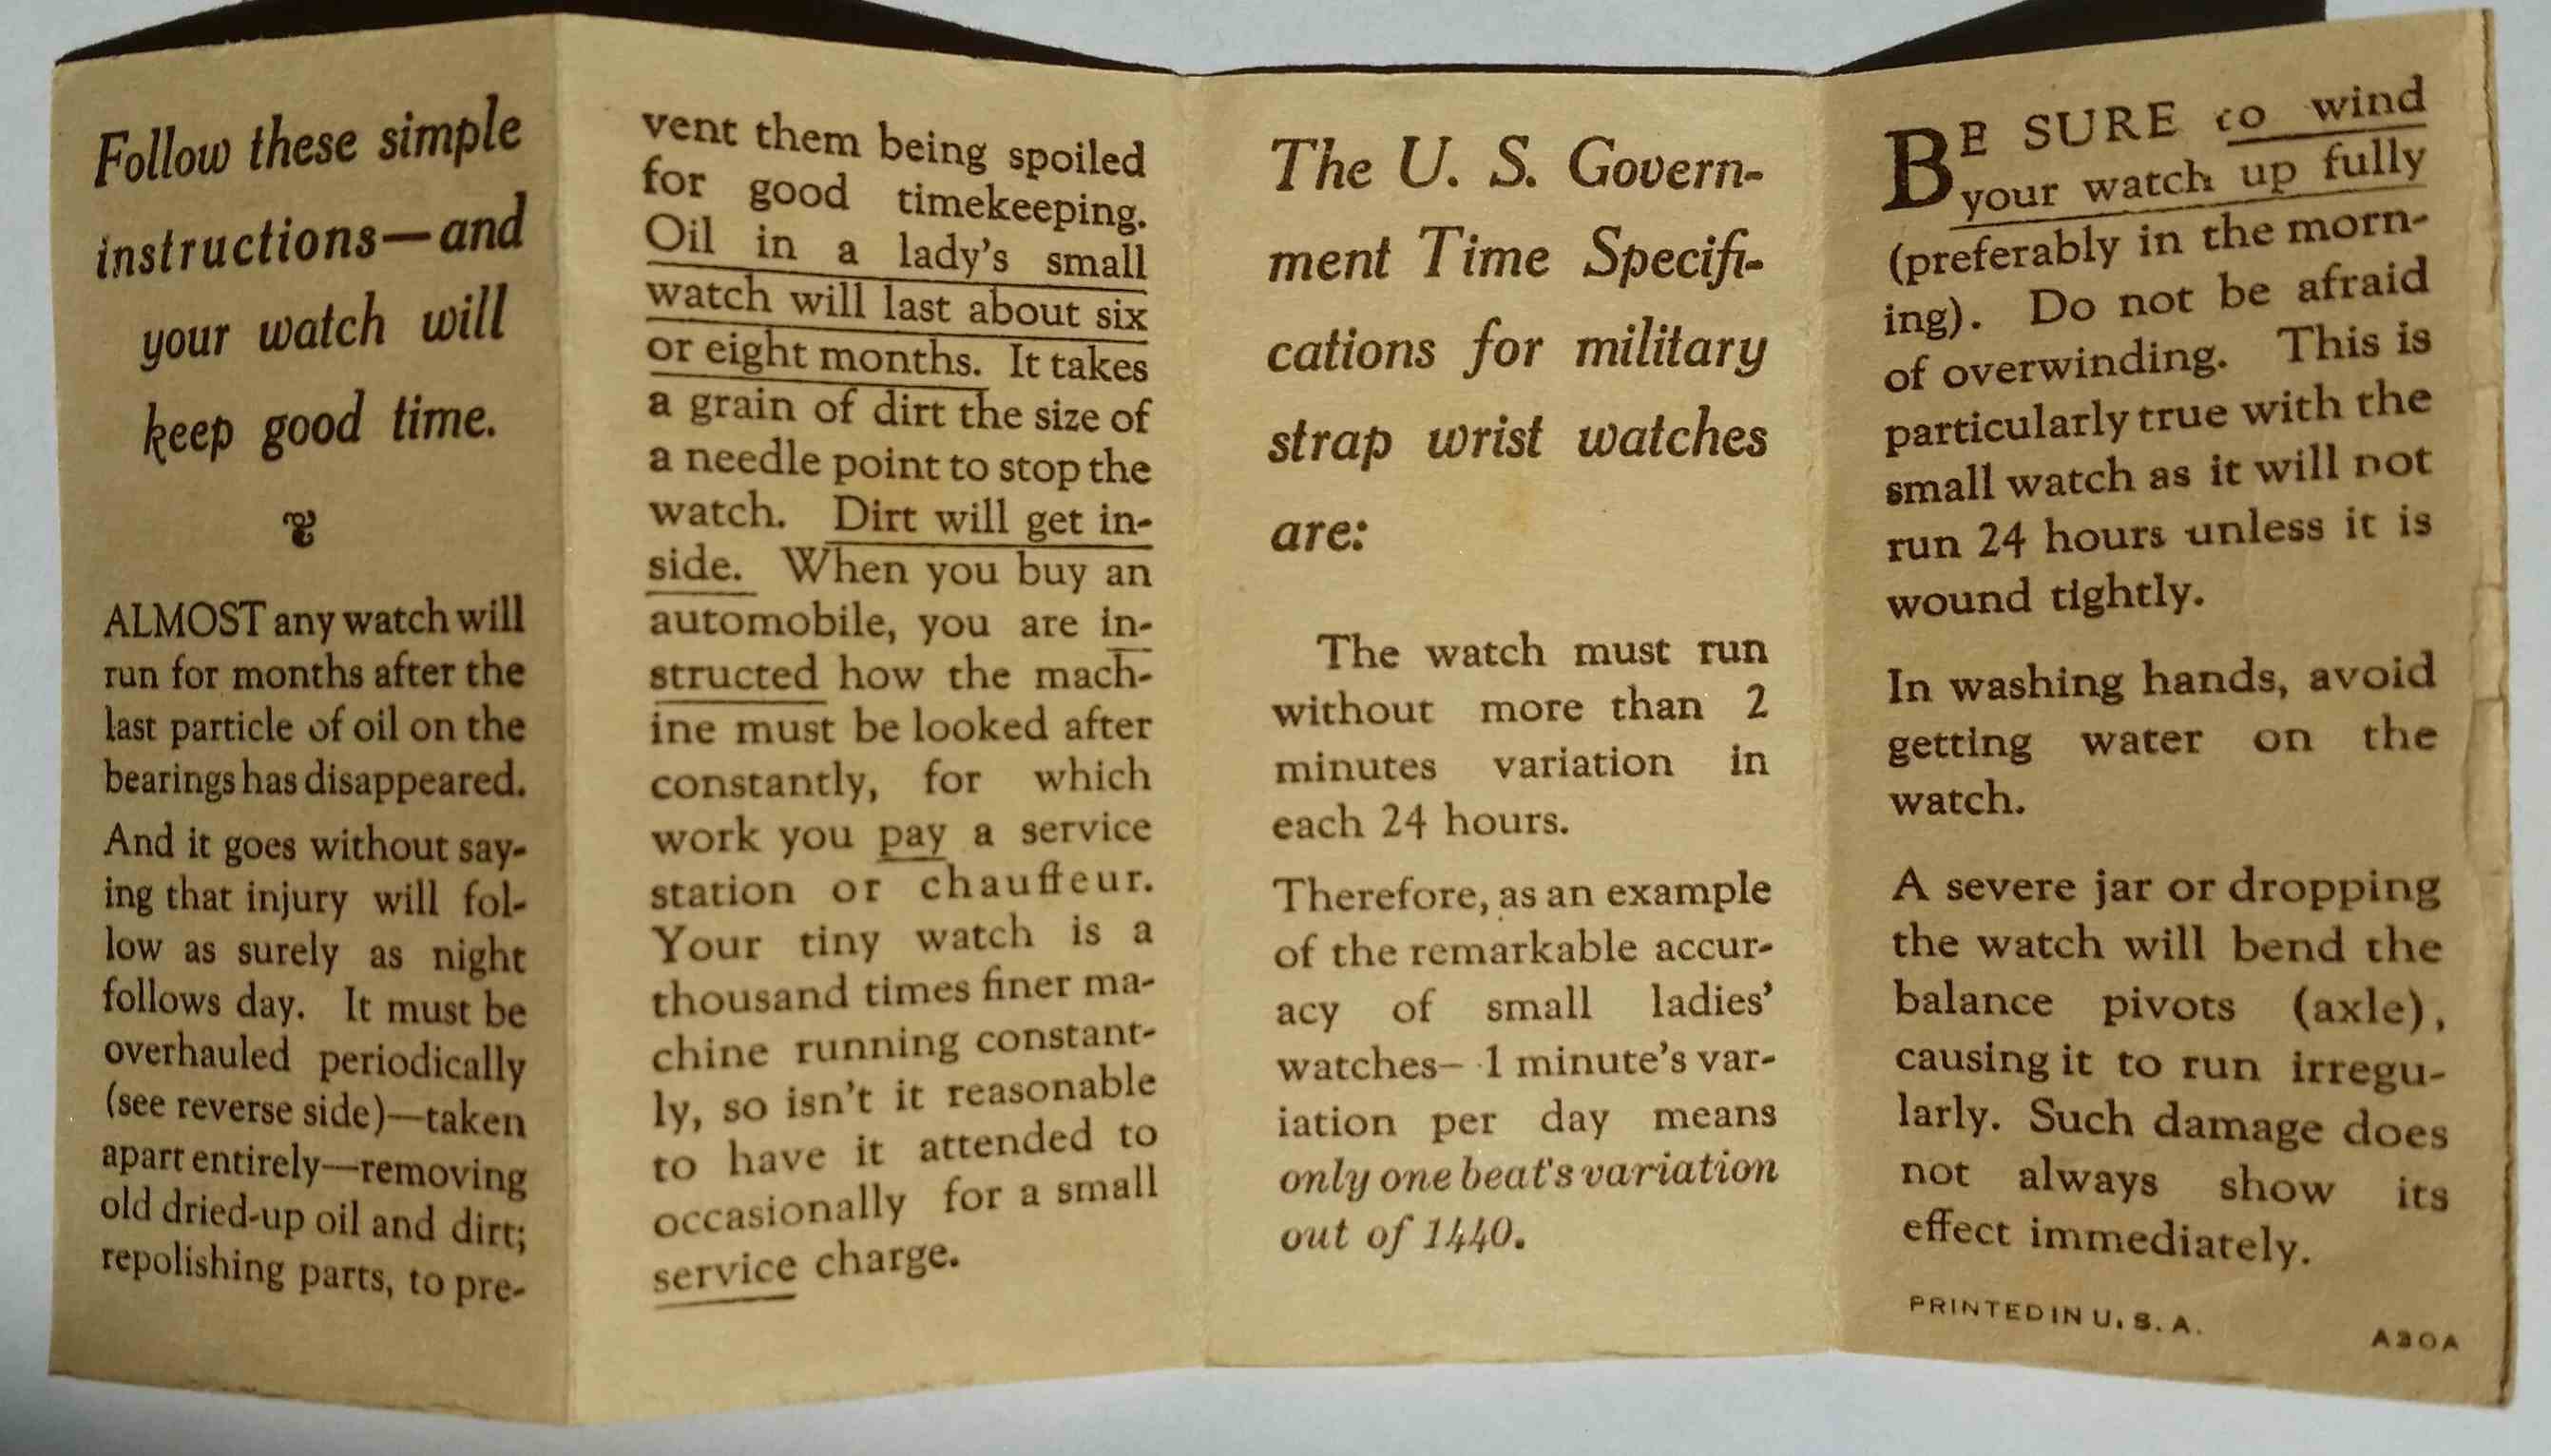 Follow these simple
instructions—and
your watch will
keep good time.
ALMOST any watch will
run for months after the
last particle of oil on the
bearings has disappeared.
And it goes without say-
ing that injury will fol-
low as surely as night
follows day. It must be
overhauled periodically
(see reverse side)—taken
apart entirely—removing
old dried-up oil and dirt;
repolishing parts, to pre-
vent them being spoiled
for good timekeeping.
Oil in a lady's small
watch will last about six
or eight months. It takes
a grain of dirt the size of
a needle point to stop the
watch. Dirt will get in-
side. When you buy an
automobile, you are in-
structed how the mach-
ine must be looked after
constantly, for which
work you pay a service
station or chauffeur.
Your tiny watch is a
thousand times finer ma-
chine running constant-
ly, so isn't it reasonable
to have it attended to
occasionally for a small
service charge.
The U. S. Govern-
ment Time Specifi-
cations for military
strap wrist watches
are:
The watch must run
without more than 2
minutes variation in
each 24 hours.
Therefore, as an example
of the remarkable accur-
acy of small ladies'
watches– 1 minute's var-
iation per day means
only one beat's variation
out of 1440.
BE SURE to wind
your watch up fully
(preferably in the morn-
ing). Do not be afraid
of overwinding. This is
particularly true with the
small watch as it will not
run 24 hours unless it is
wound tightly.
In washing hands, avoid
getting water on the
watch.
A severe jar or dropping
the watch will bend the
balance pivots (axle),
causing it to run irregu-
larly. Such damage does
not always show its
effect immediately.
PRINTED IN U. S. A.
A30A